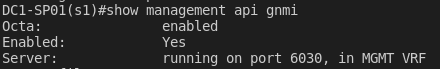 DC1-SP01(s1)#show management api gnmi
Octa: enabled
Enabled: Yes
Server: running on port 6030, in MGMT VRF